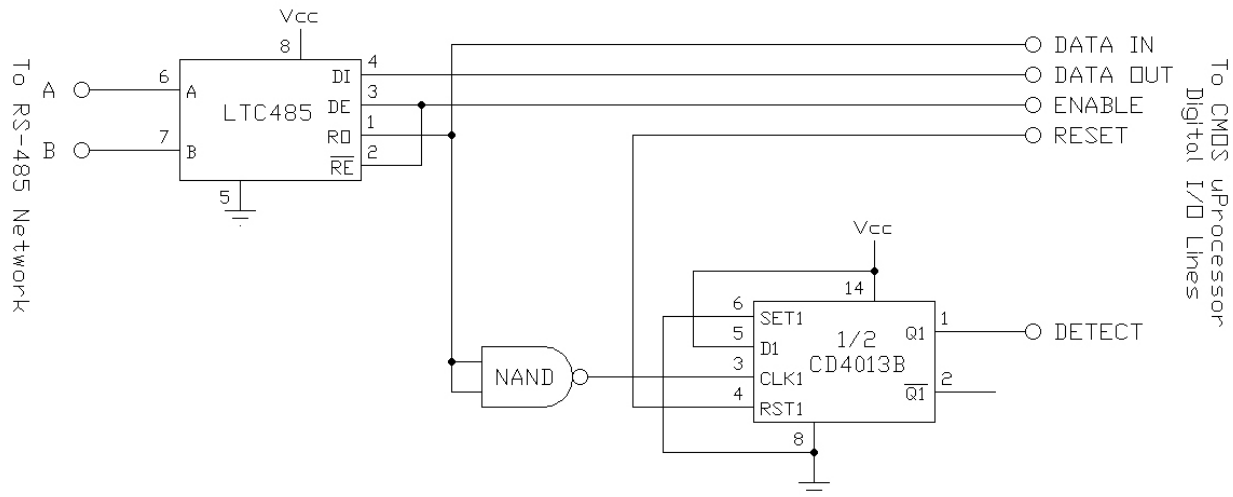 Vcc
8
To RS-485 Network
A
6
A
B
7
B
LTC485
DI
4
DE
3
RO
1
RE
2
5
DATA IN
DATA OUT
ENABLE
RESET
To CMOS uProcessor
Digital I/O Lines
Vcc
14
NAND
6
SET1
5
D1
3
CLK1
4
RST1
1/2
CD4013B
Q1
1
Q1
2
8
DETECT